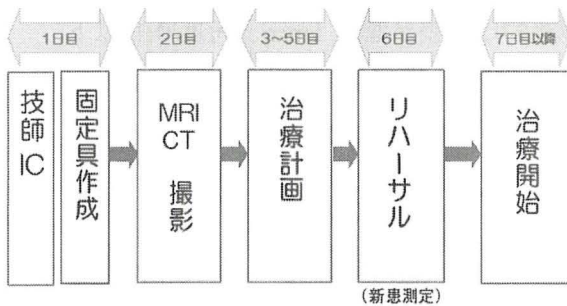 1日目
2日目
3~5日目
6日目
7日目以降
技師IC
固定具作成
MRI
CT
撮影
治療計画
リハーサル
治療開始
(新患測定)